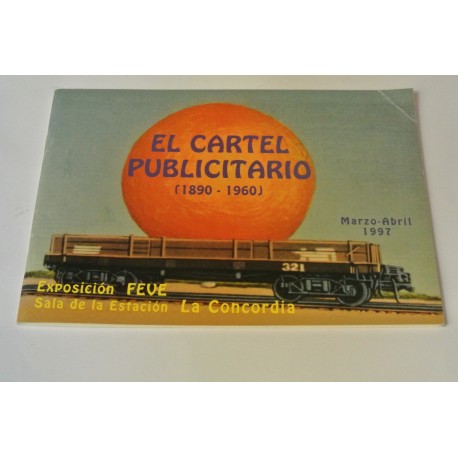 EL CARTEL
PUBLICITARIO
(1890 - 1960)
Marzo-Abril
1997
321
Exposición FEVE
Sala de la Estación La Concordia